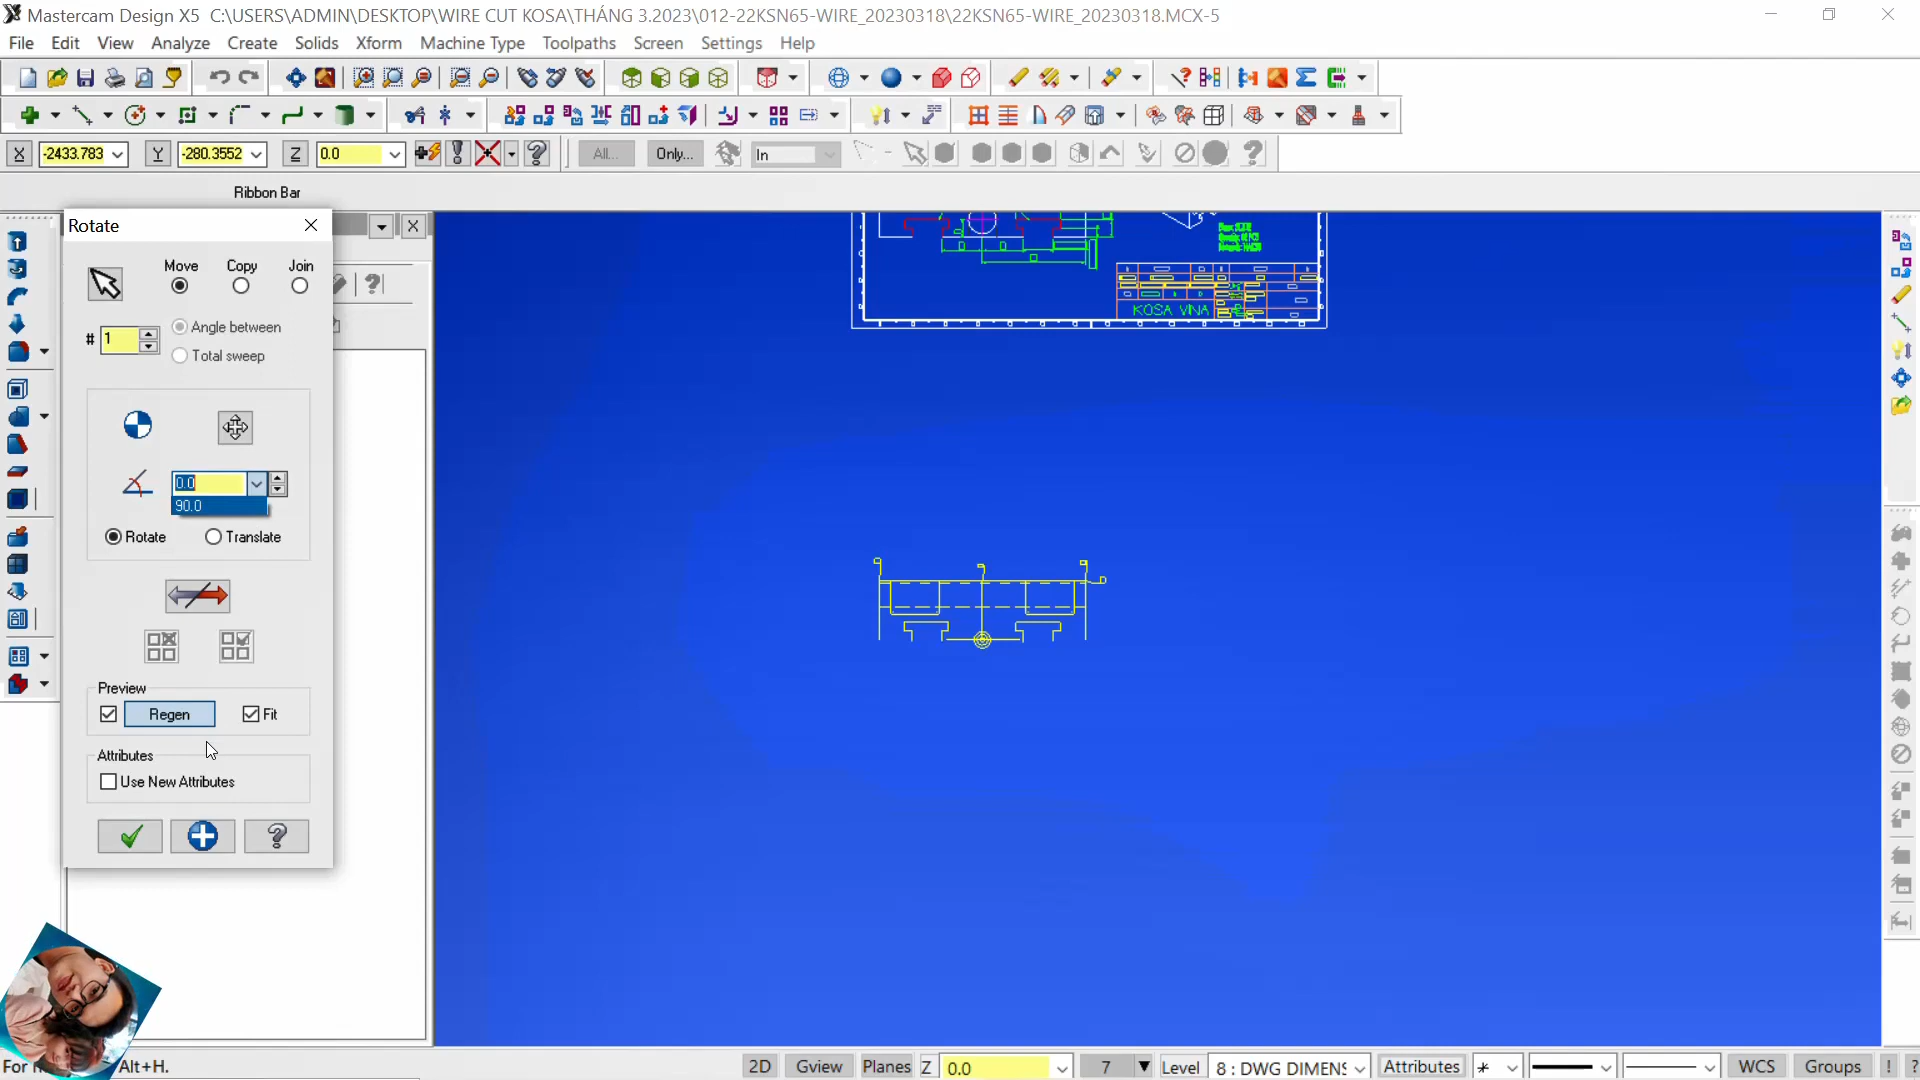 Mastercam Design X5 C:\USERS\ADMIN\DESKTOP\WIRE CUT KOSA\THÁNG 3.2023\012-22KSN65-WIRE_20230318\22KSN65-WIRE_20230318.MCX-5
File Edit View Analyze Create Solids Xform Machine Type Toolpaths Screen Settings Help
X -2433.783 Y -280.3552 Z 0.0 All... Only... In
Ribbon Bar
Rotate
Move Copy Join
# 1 Angle between
Total sweep
0.0
90.0
Rotate Translate
Preview
Regen Fit
Attributes
Use New Attributes
KOSA VINA
Alt+H.
2D Gview Planes Z 0.0 7 Level 8 : DWG DIMENS Attributes * WCS Groups ! ?